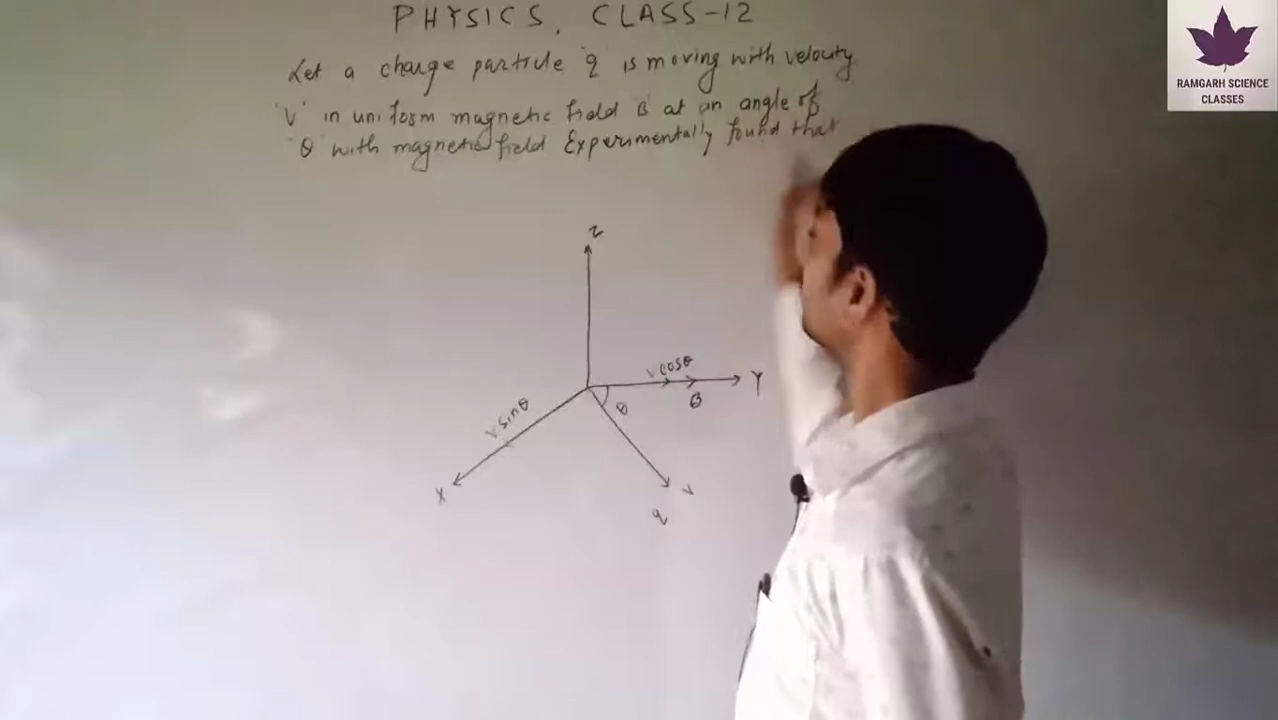 PHYSICS, CLASS-12
Let a charge particle 'q' is moving with velocity
'V' in uniform magnetic field B at an angle of
'θ' with magnetic field Experimentally found that
RAMGARH SCIENCE
CLASSES
Z
V cosθ
Y
B
θ
V sinθ
X
V
q